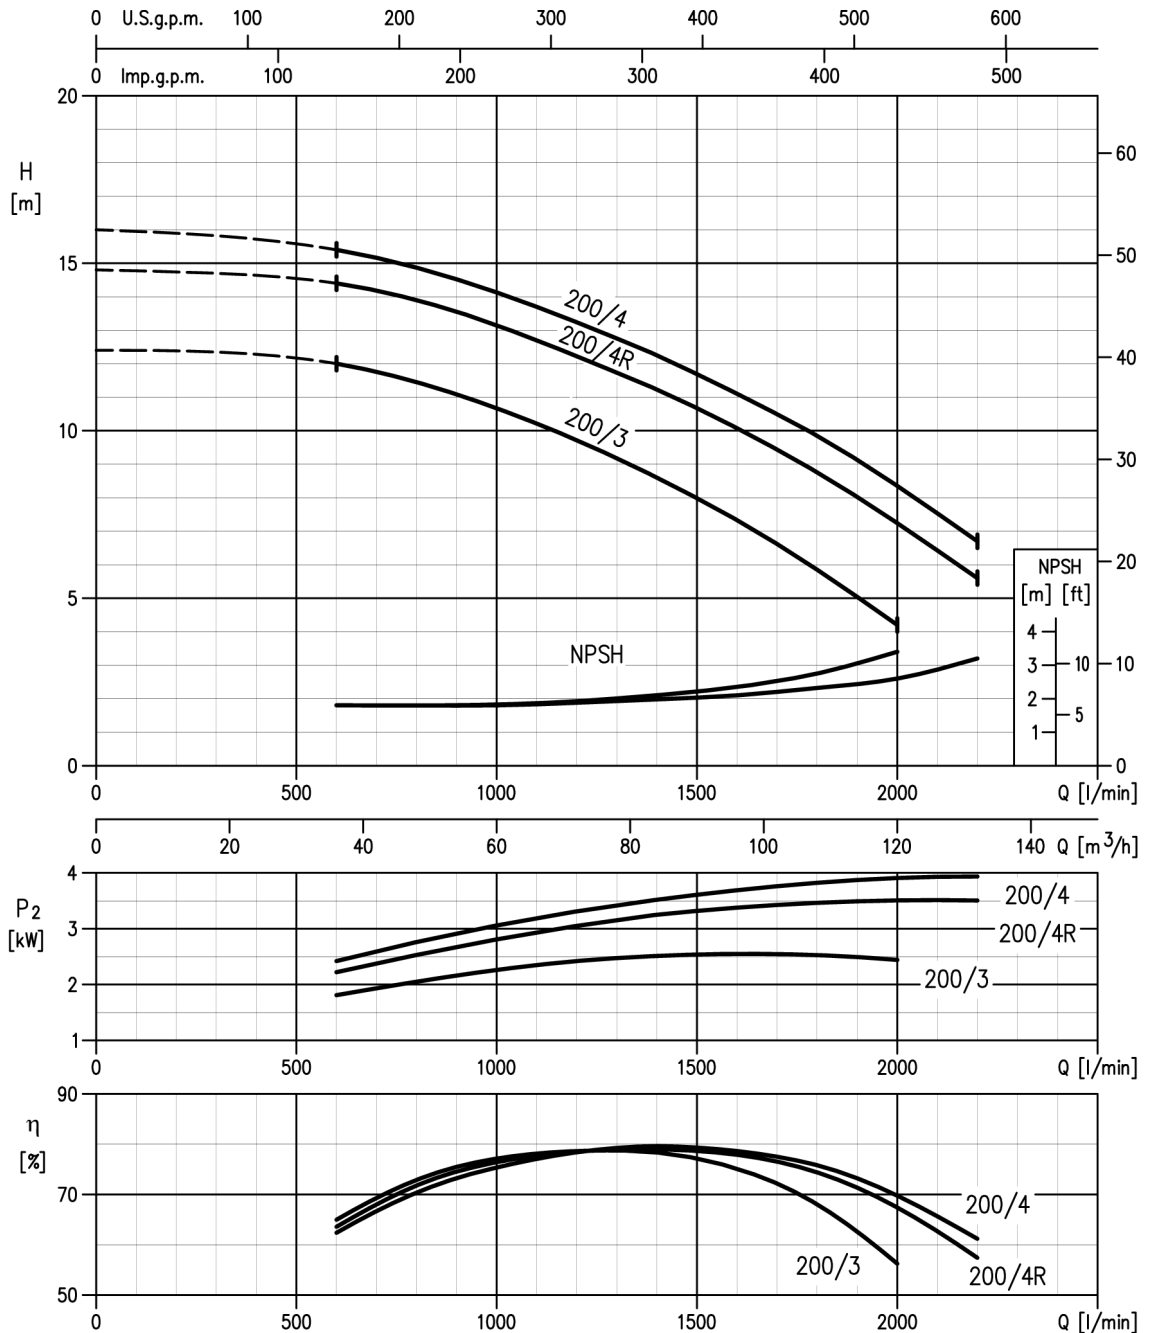 0 U.S.g.p.m. 100 200 300 400 500 600
0 Imp.g.p.m. 100 200 300 400 500
20
60
H
[m]
50
15
200/4
200/4R
40
200/3
10
30
NPSH
20
[m] [ft]
5
4
NPSH
3 10 10
2
5
1
0 0
0 500 1000 1500 2000 Q [l/min]
0 20 40 60 80 100 120 140 Q [m³/h]
4
P2
[kW]
200/4
3
200/4R
2
200/3
1
0 500 1000 1500 2000 Q [l/min]
90
η
[%]
70
200/4
200/3
200/4R
50
0 500 1000 1500 2000 Q [l/min]